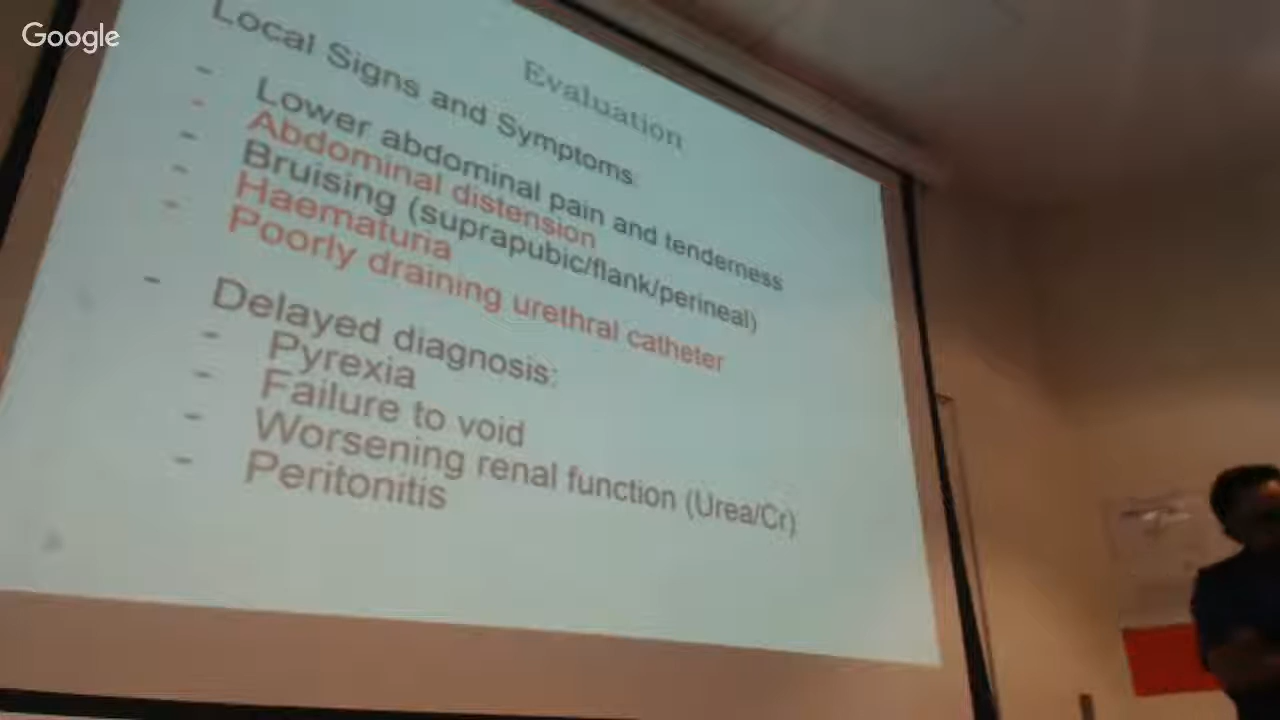 Google
Evaluation
Local Signs and Symptoms:
- Lower abdominal pain and tenderness
- Abdominal distension
- Bruising (suprapubic/flank/perineal)
- Haematuria
- Poorly draining urethral catheter
- Delayed diagnosis:
- Pyrexia
- Failure to void
- Worsening renal function (Urea/Cr)
- Peritonitis